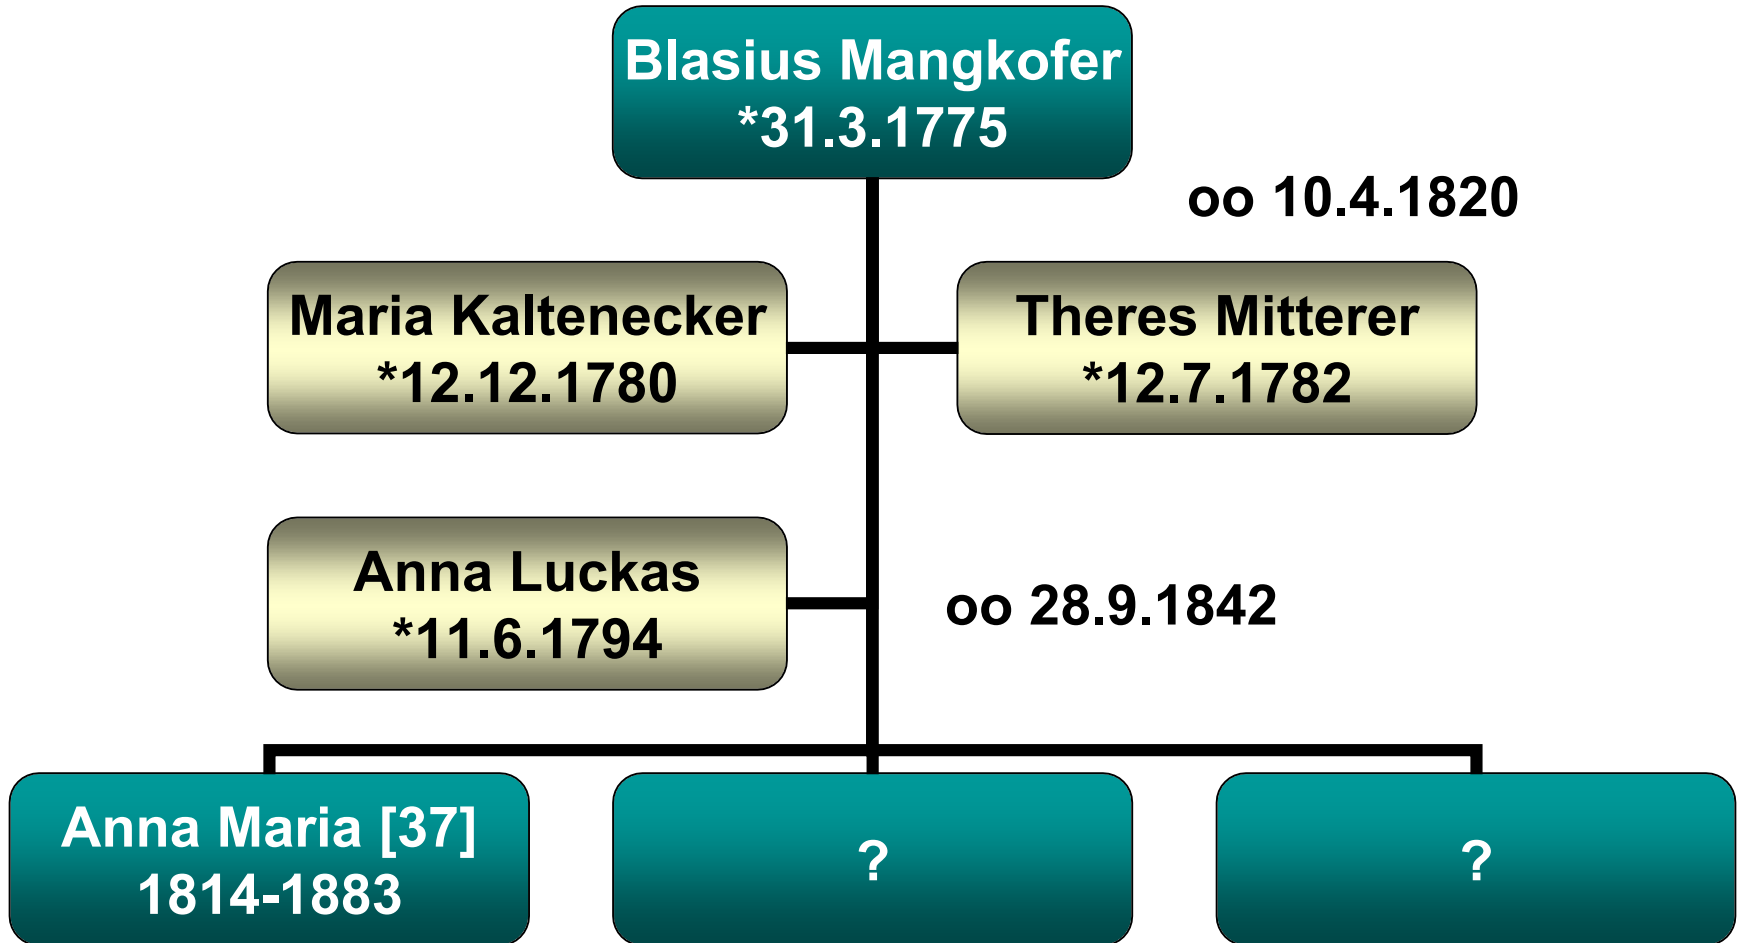 Blasius Mangkofer
*31.3.1775
oo 10.4.1820
Maria Kaltenecker
*12.12.1780
Theres Mitterer
*12.7.1782
Anna Luckas
*11.6.1794
oo 28.9.1842
Anna Maria [37]
1814-1883
?
?